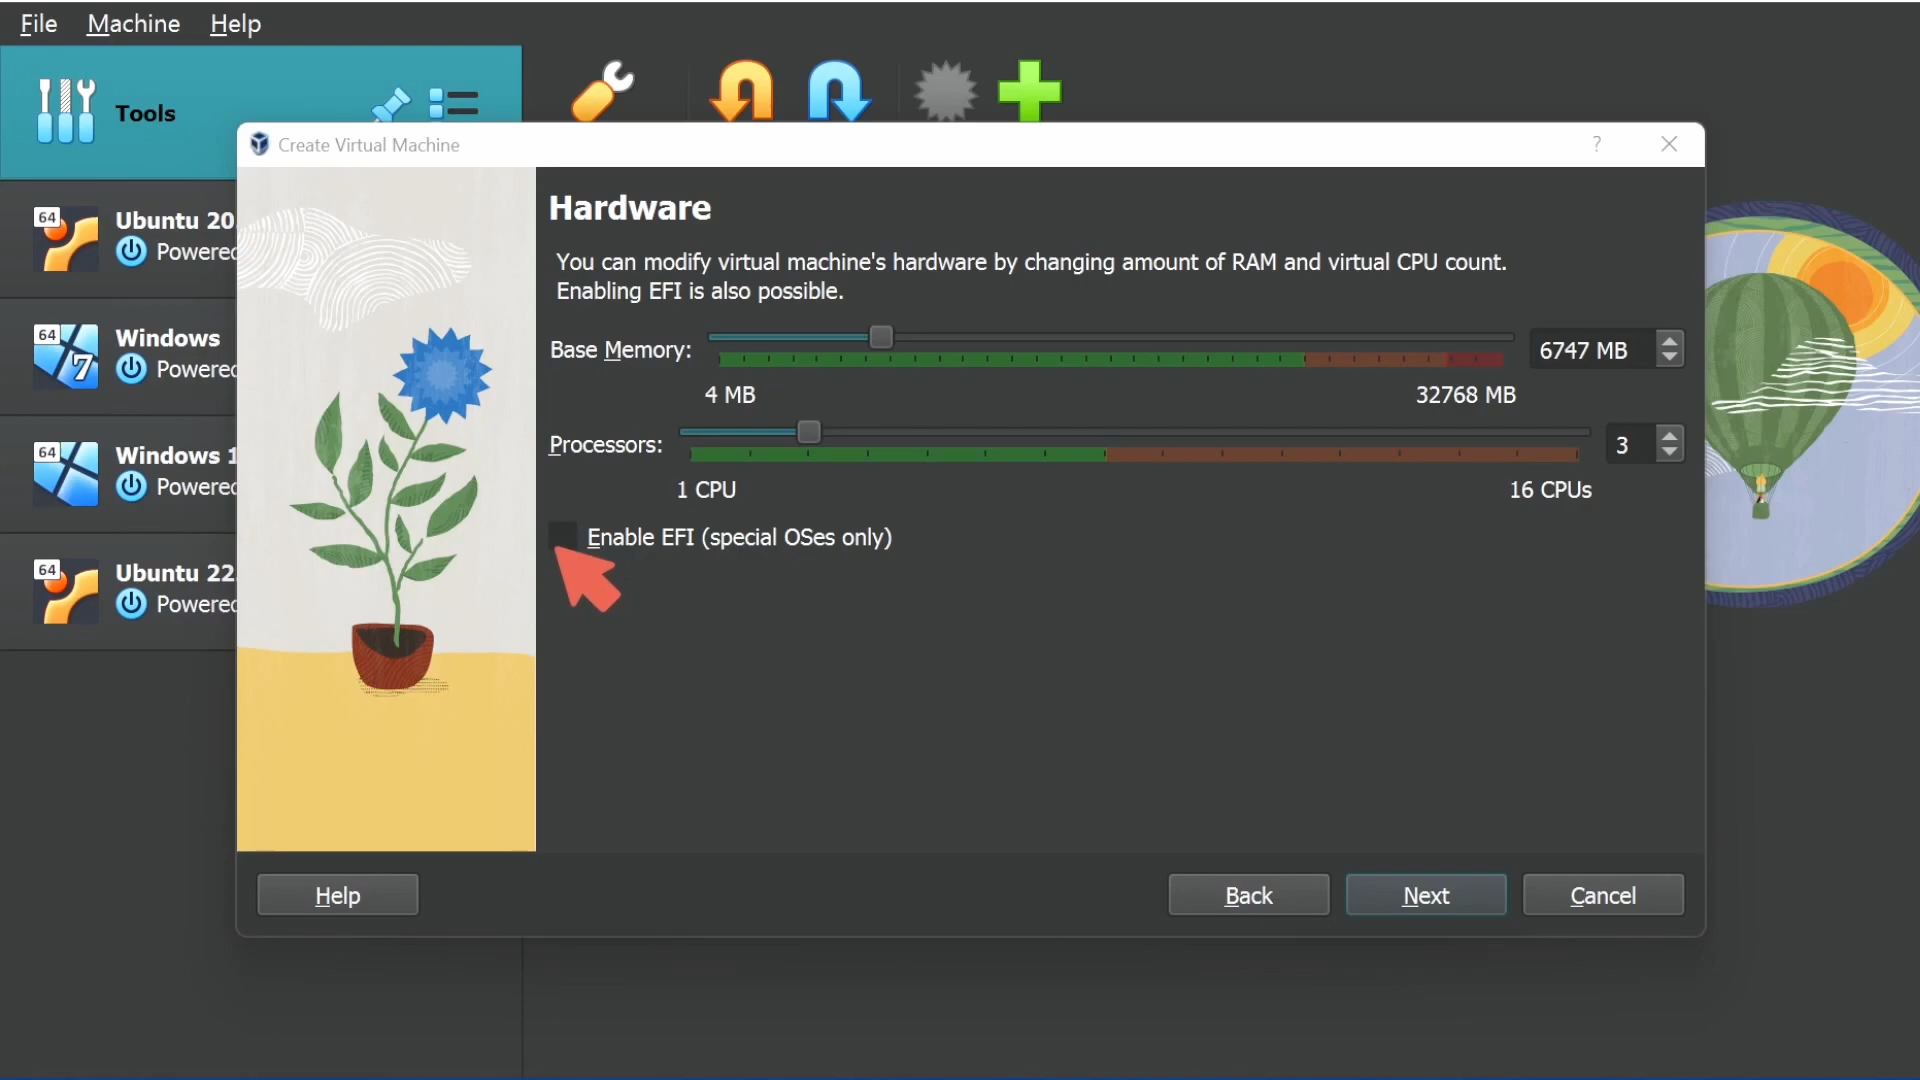 File Machine Help
Tools
Create Virtual Machine ?
Hardware
You can modify virtual machine's hardware by changing amount of RAM and virtual CPU count.
Enabling EFI is also possible.
Base Memory: 6747 MB
4 MB 32768 MB
Processors: 3
1 CPU 16 CPUs
Enable EFI (special OSes only)
Help Back Next Cancel
64 Ubuntu 20
Powered
64 Windows
7 Powered
64 Windows 1
Powered
64 Ubuntu 22
Powered